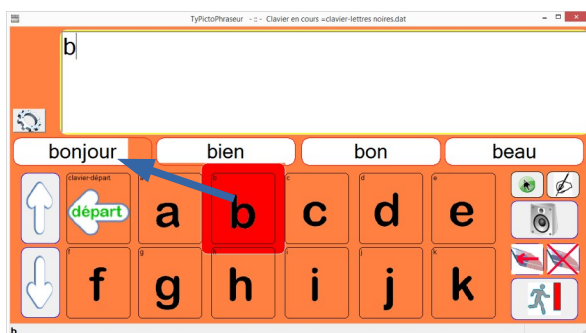 TyPictoPhraseur - :: - Clavier en cours =clavier-lettres noires.dat
b
bonjour bien bon beau
clavier-départ b c d e
départ a b c d e
f g i j k
f g h i j k
b